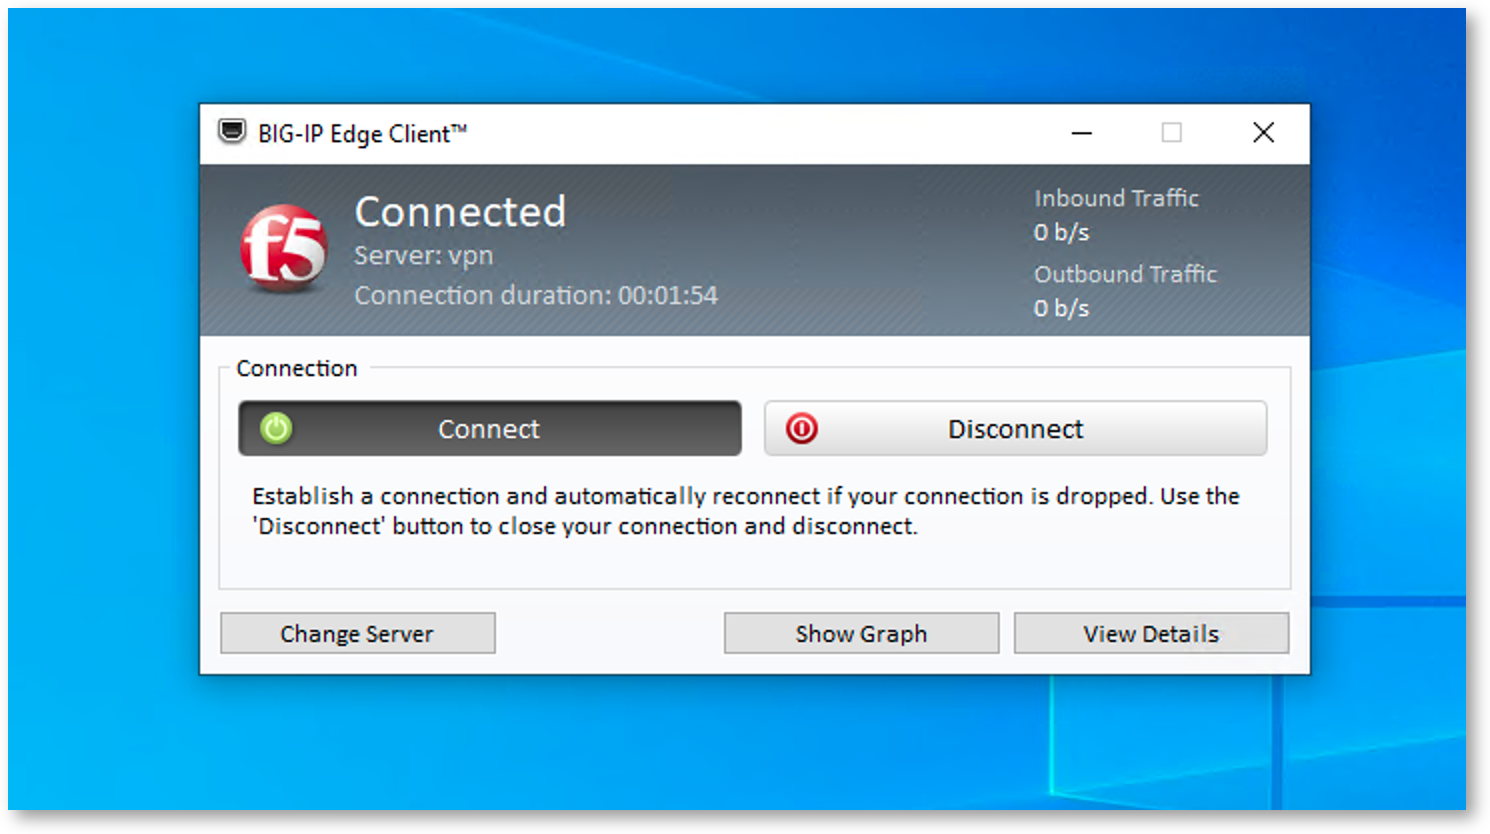 BIG-IP Edge Client™
f5
Connected
Server: vpn
Connection duration: 00:01:54
Inbound Traffic
0 b/s
Outbound Traffic
0 b/s
Connection
Connect
Disconnect
Establish a connection and automatically reconnect if your connection is dropped. Use the
'Disconnect' button to close your connection and disconnect.
Change Server
Show Graph
View Details